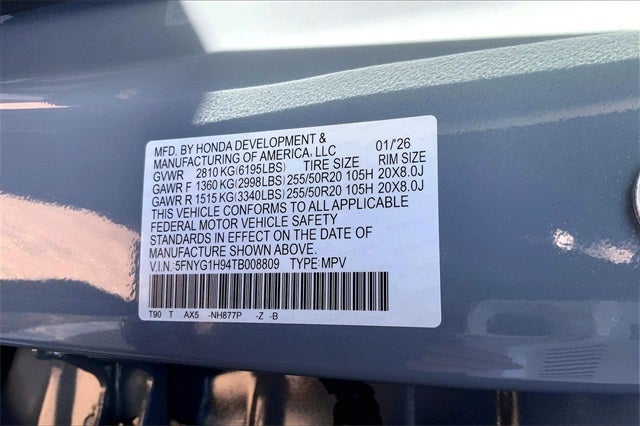 MFD. BY HONDA DEVELOPMENT &
MANUFACTURING OF AMERICA, LLC 01/'26
GVWR 2810 KG(6195LBS) TIRE SIZE RIM SIZE
GAWR F 1360 KG(2998LBS) 255/50R20 105H 20X8.0J
GAWR R 1515 KG(3340LBS) 255/50R20 105H 20X8.0J
THIS VEHICLE CONFORMS TO ALL APPLICABLE
FEDERAL MOTOR VEHICLE SAFETY
STANDARDS IN EFFECT ON THE DATE OF
MANUFACTURE SHOWN ABOVE.
V.I.N.:5FNYG1H94TB008809 TYPE:MPV
T90 T AX5 -NH877P -Z -B